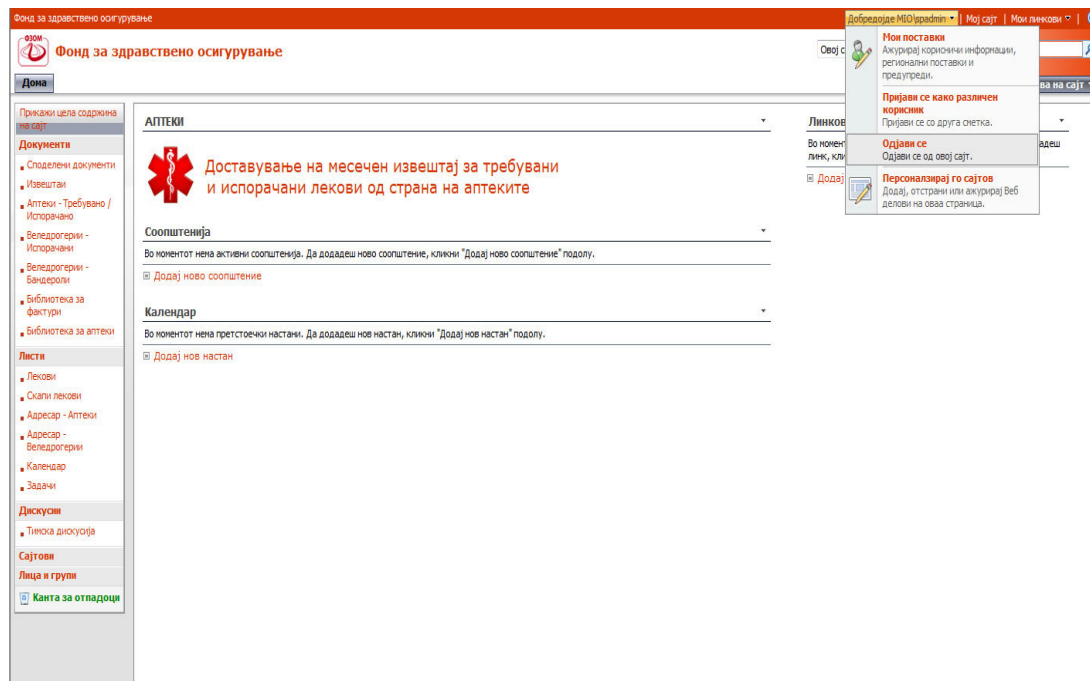 Фонд за здравствено осигурување
Добредојде MIO\spadmin | Мој сајт | Мои линкови |
ФЗОМ
Фонд за здравствено осигурување
Овој с
Дома
ва на сајт
Мои поставки
Ажурирај корисничи информации,
регионални поставки и
предупреди.
Пријави се како различен
корисник
Пријави се со друга сметка.
Одјави се
Одјави се од овој сајт.
Персонализирај го сајтов
Додај, отстрани или ажурирај Веб
делови на оваа страница.
Прикажи цела содржина
на сајт
Документи
Споделени документи
Извештаи
Аптеки - Требувано /
Испорачано
Веледрогерии -
Испорачани
Веледрогерии -
Бандероли
Библиотека за
фактури
Библиотека за аптеки
Листи
Лекови
Скапи лекови
Адресар - Аптеки
Адресар -
Веледрогерии
Календар
Задачи
Дискусии
Тимска дискусија
Сајтови
Лица и групи
Канта за отпадоци
АПТЕКИ
Доставување на месечен извештај за требувани
и испорачани лекови од страна на аптеките
Соопштенија
Во моментот нема активни соопштенија. Да додадеш ново соопштение, кликни "Додај ново соопштение" подолу.
Додај ново соопштение
Календар
Во моментот нема претстоечки настани. Да додадеш нов настан, кликни "Додај нов настан" подолу.
Додај нов настан
Линков
Во момент
адеш
линк, кли
Додај